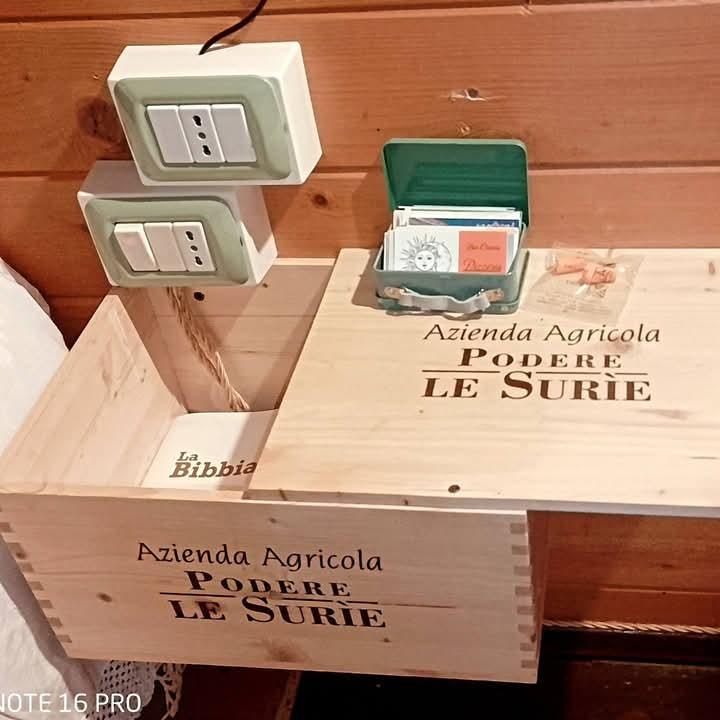 Azienda Agricola
PODERE
LE SURÌE
La
Bibbia
Azienda Agricola
PODERE
LE SURÌE
NOTE 16 PRO